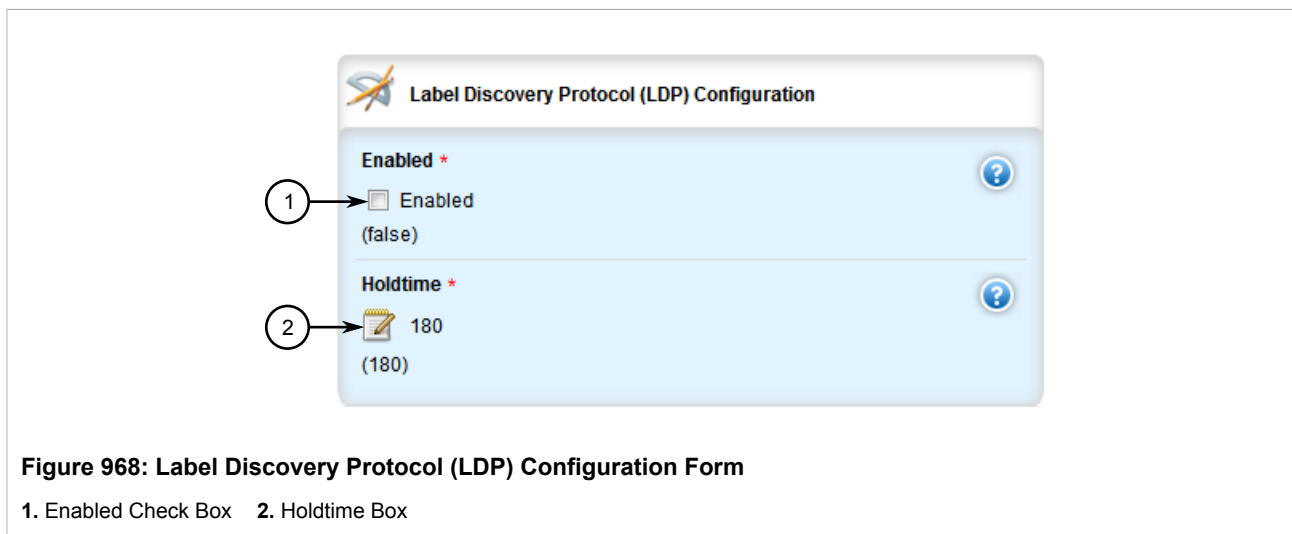 Label Discovery Protocol (LDP) Configuration
Enabled *
1
Enabled
(false)
Holdtime *
2
180
(180)
Figure 968: Label Discovery Protocol (LDP) Configuration Form
1. Enabled Check Box 2. Holdtime Box